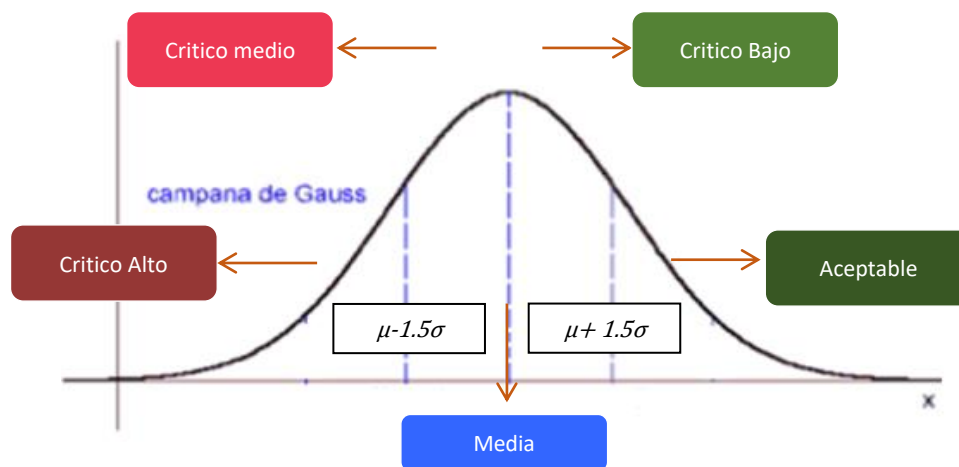 Critico medio
Critico Bajo
campana de Gauss
Critico Alto
Aceptable
μ-1.5σ
μ+ 1.5σ
x
Media